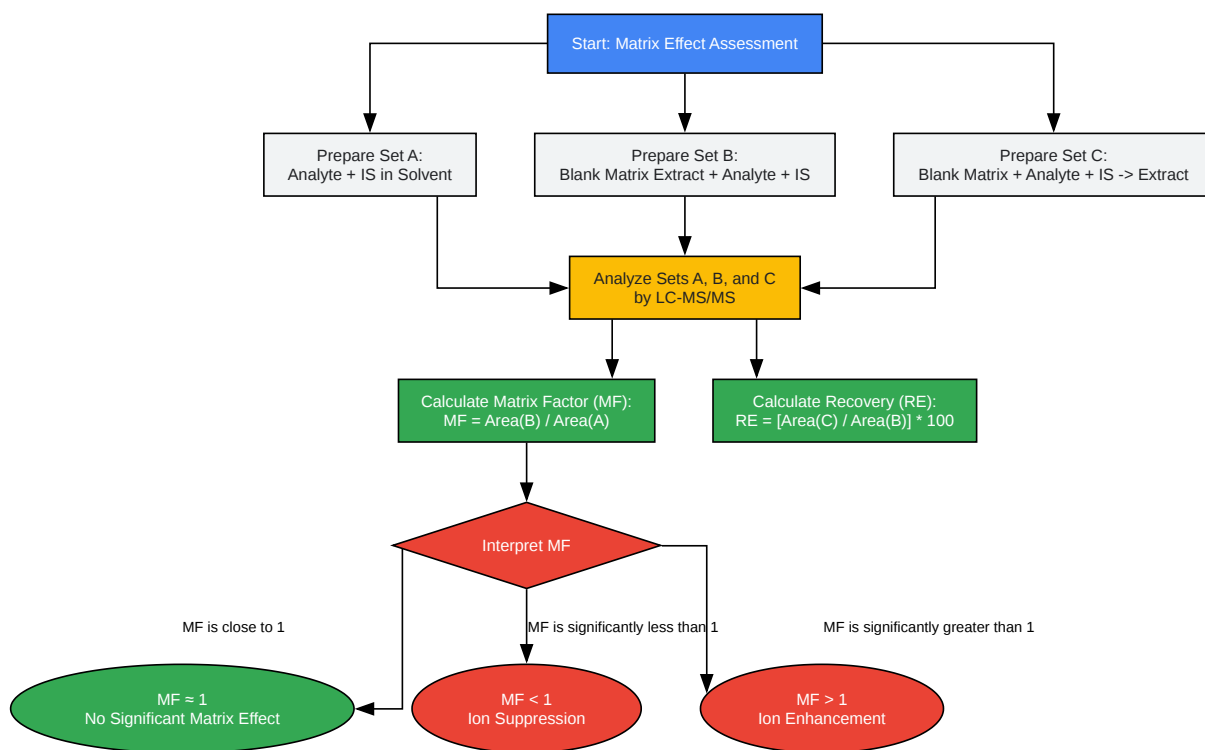 Start: Matrix Effect Assessment
Prepare Set A:
Analyte + IS in Solvent
Prepare Set B:
Blank Matrix Extract + Analyte + IS
Prepare Set C:
Blank Matrix + Analyte + IS -> Extract
Analyze Sets A, B, and C
by LC-MS/MS
Calculate Matrix Factor (MF):
MF = Area(B) / Area(A)
Calculate Recovery (RE):
RE = [Area(C) / Area(B)] * 100
Interpret MF
MF is close to 1
MF is significantly less than 1
MF is significantly greater than 1
MF ≈ 1
No Significant Matrix Effect
MF < 1
Ion Suppression
MF > 1
Ion Enhancement